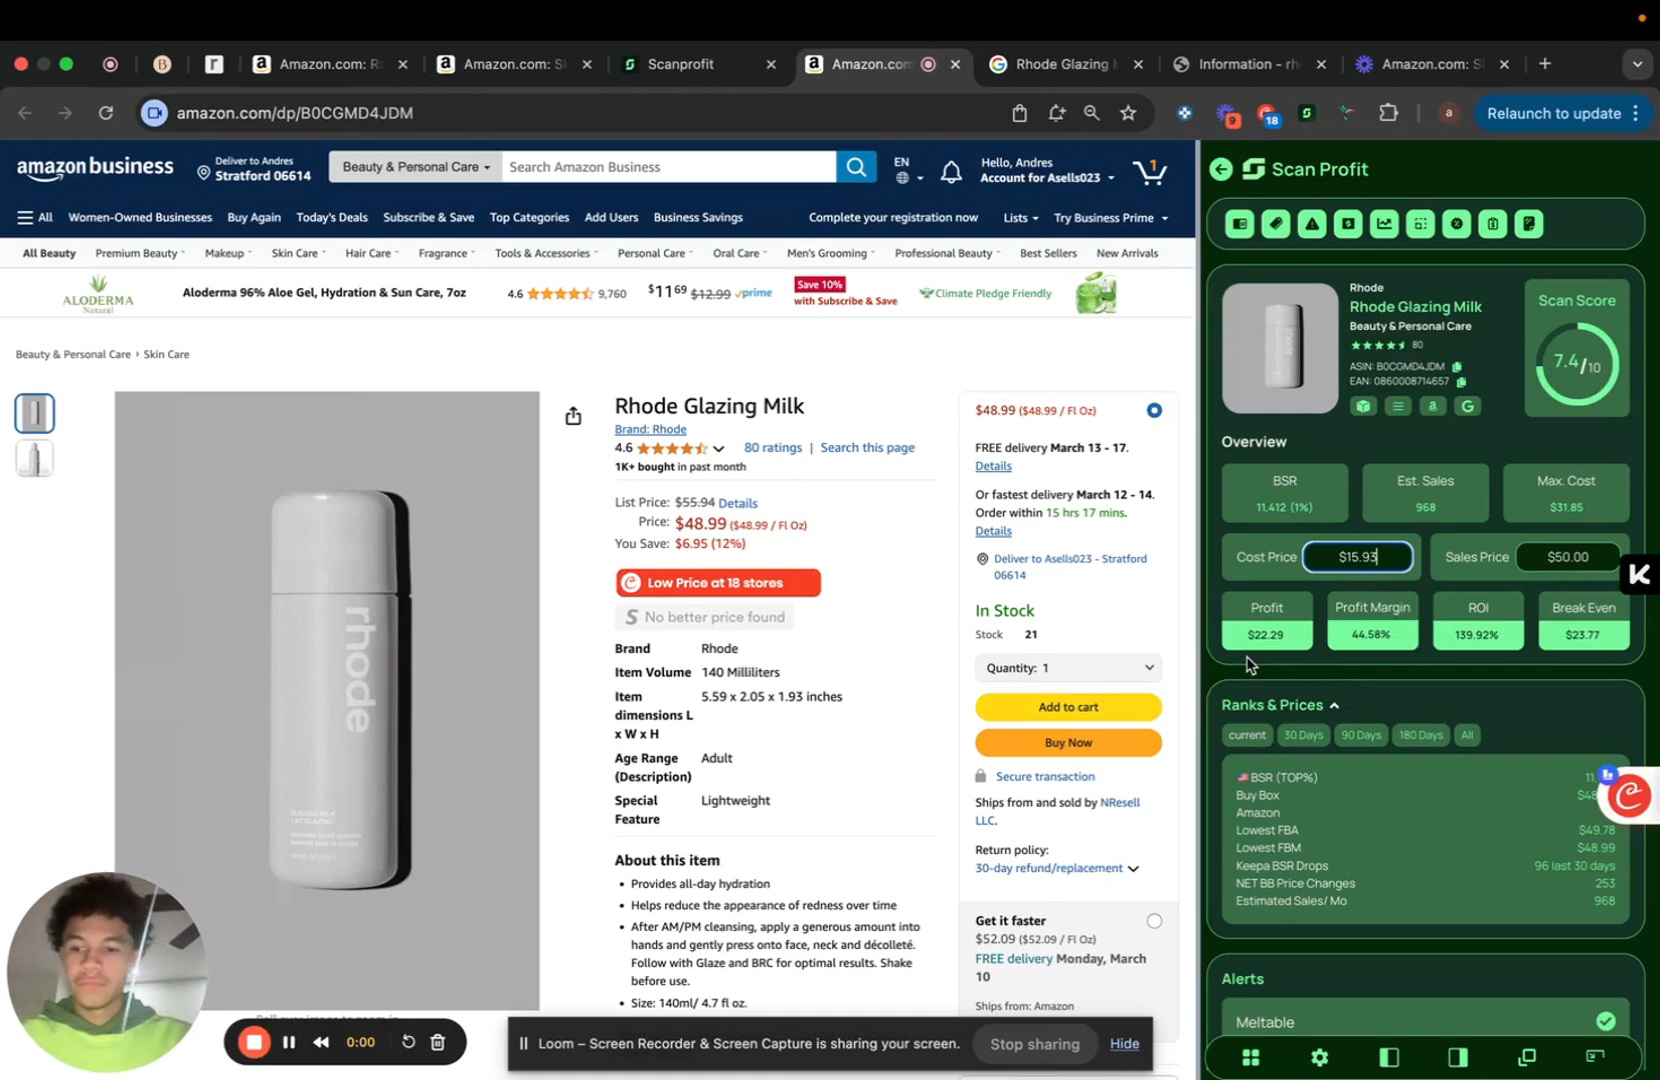 Amazon.com: R
Amazon.com: S
Scanprofit
Amazon.com
Rhode Glazing M
Information - rh
Amazon.com: S
amazon.com/dp/B0CGMD4JDM
9
18
a
Relaunch to update
amazon business
Deliver to Andres
Stratford 06614
Beauty & Personal Care
Search Amazon Business
EN
Hello, Andres
Account for Asells023
1
All
Women-Owned Businesses
Buy Again
Today's Deals
Subscribe & Save
Top Categories
Add Users
Business Savings
Complete your registration now
Lists
Try Business Prime
All Beauty
Premium Beauty
Makeup
Skin Care
Hair Care
Fragrance
Tools & Accessories
Personal Care
Oral Care
Men's Grooming
Professional Beauty
Best Sellers
New Arrivals
ALODERMA
Natural
Aloderma 96% Aloe Gel, Hydration & Sun Care, 7oz
4.6
9,760
$11 69 $12.99 prime
Save 10%
with Subscribe & Save
Climate Pledge Friendly
Beauty & Personal Care › Skin Care
rhode
GLAZING MILK
LAIT GLAZING
Rhode Glazing Milk
Brand: Rhode
4.6
80 ratings | Search this page
1K+ bought in past month
List Price: $55.94 Details
Price: $48.99 ($48.99 / Fl Oz)
You Save: $6.95 (12%)
Low Price at 18 stores
No better price found
Brand Rhode
Item Volume 140 Milliliters
Item dimensions L x W x H 5.59 x 2.05 x 1.93 inches
Age Range (Description) Adult
Special Feature Lightweight
About this item
• Provides all-day hydration
• Helps reduce the appearance of redness over time
• After AM/PM cleansing, apply a generous amount into
hands and gently press onto face, neck and décolleté.
Follow with Glaze and BRC for optimal results. Shake
before use.
• Size: 140ml/ 4.7 fl oz.
$48.99 ($48.99 / Fl Oz)
FREE delivery March 13 - 17.
Details
Or fastest delivery March 12 - 14.
Order within 15 hrs 17 mins.
Details
Deliver to Asells023 - Stratford
06614
In Stock
Stock 21
Quantity: 1
Add to cart
Buy Now
Secure transaction
Ships from and sold by NResell
LLC.
Return policy:
30-day refund/replacement
Get it faster
$52.09 ($52.09 / Fl Oz)
FREE delivery Monday, March
10
Ships from: Amazon
Scan Profit
Rhode
Rhode Glazing Milk
Beauty & Personal Care
80
ASIN: B0CGMD4JDM
EAN: 0860008714657
Scan Score
7.4/10
Overview
BSR
11,412 (1%)
Est. Sales
968
Max. Cost
$31.85
Cost Price $15.93
Sales Price $50.00
Profit
$22.29
Profit Margin
44.58%
ROI
139.92%
Break Even
$23.77
Ranks & Prices
current
30 Days
90 Days
180 Days
All
BSR (TOP%) 11,
Buy Box $48
Amazon
Lowest FBA $49.78
Lowest FBM $48.99
Keepa BSR Drops 96 last 30 days
NET BB Price Changes 253
Estimated Sales/ Mo 968
Alerts
Meltable
0:00
Loom – Screen Recorder & Screen Capture is sharing your screen.
Stop sharing
Hide